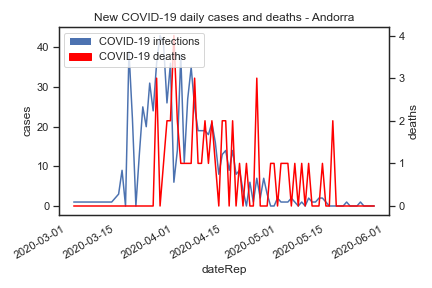 New COVID-19 daily cases and deaths - Andorra
COVID-19 infections
COVID-19 deaths
40
30
20
10
0
cases
4
3
2
1
0
deaths
2020-03-01
2020-03-15
2020-04-01
2020-04-15
2020-05-01
2020-05-15
2020-06-01
dateRep